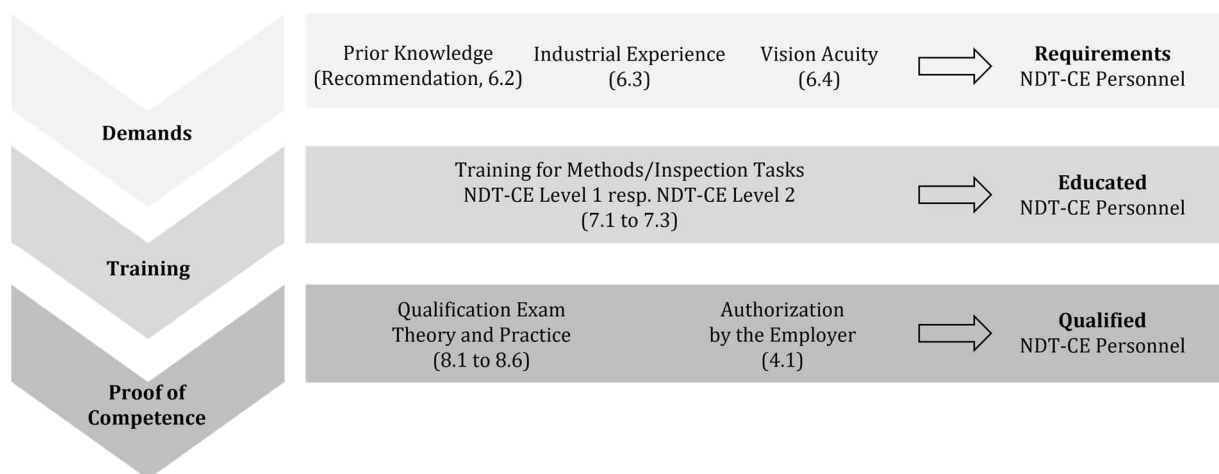 Demands
Prior Knowledge
(Recommendation, 6.2)
Industrial Experience
(6.3)
Vision Acuity
(6.4)
Requirements
NDT-CE Personnel
Training
Training for Methods/Inspection Tasks
NDT-CE Level 1 resp. NDT-CE Level 2
(7.1 to 7.3)
Educated
NDT-CE Personnel
Proof of
Competence
Qualification Exam
Theory and Practice
(8.1 to 8.6)
Authorization
by the Employer
(4.1)
Qualified
NDT-CE Personnel